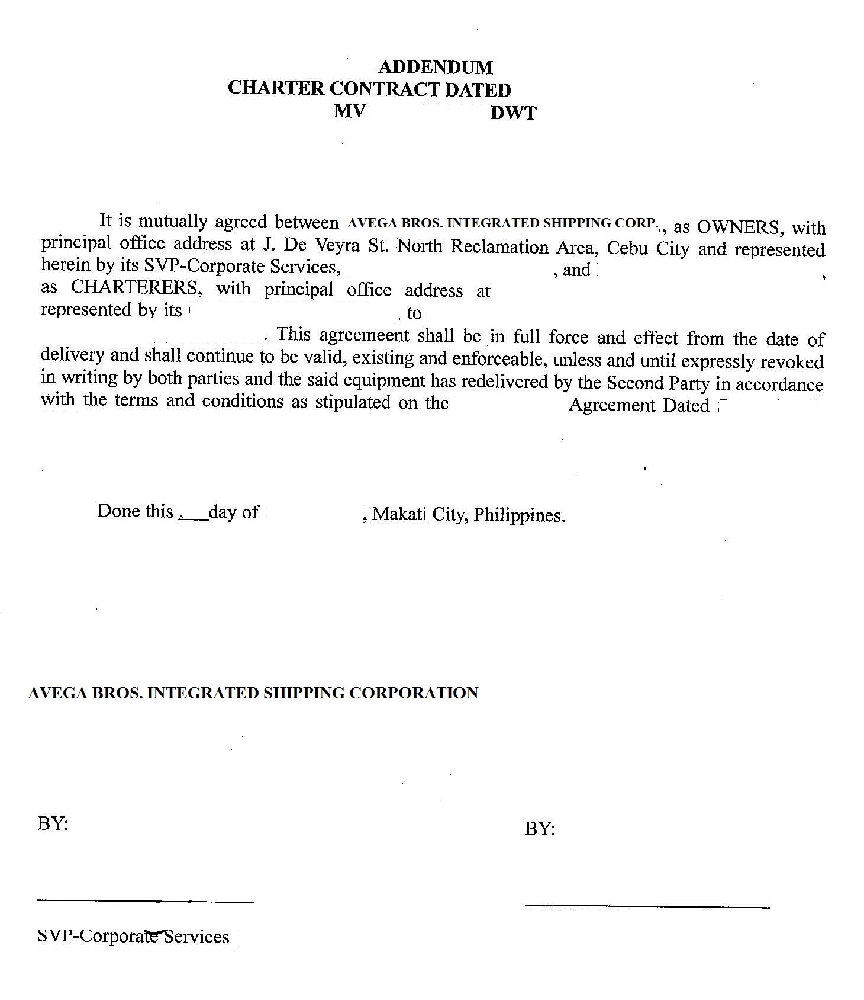 ADDENDUM
CHARTER CONTRACT DATED
MV DWT
It is mutually agreed between AVEGA BROS. INTEGRATED SHIPPING CORP.., as OWNERS, with
principal office address at J. De Veyra St. North Reclamation Area, Cebu City and represented
herein by its SVP-Corporate Services, , and ,
as CHARTERERS, with principal office address at
represented by its , to
. This agreemeent shall be in full force and effect from the date of
delivery and shall continue to be valid, existing and enforceable, unless and until expressly revoked
in writing by both parties and the said equipment has redelivered by the Second Party in accordance
with the terms and conditions as stipulated on the Agreement Dated
Done this ___day of , Makati City, Philippines.
AVEGA BROS. INTEGRATED SHIPPING CORPORATION
BY: BY:
SVP-Corporate Services